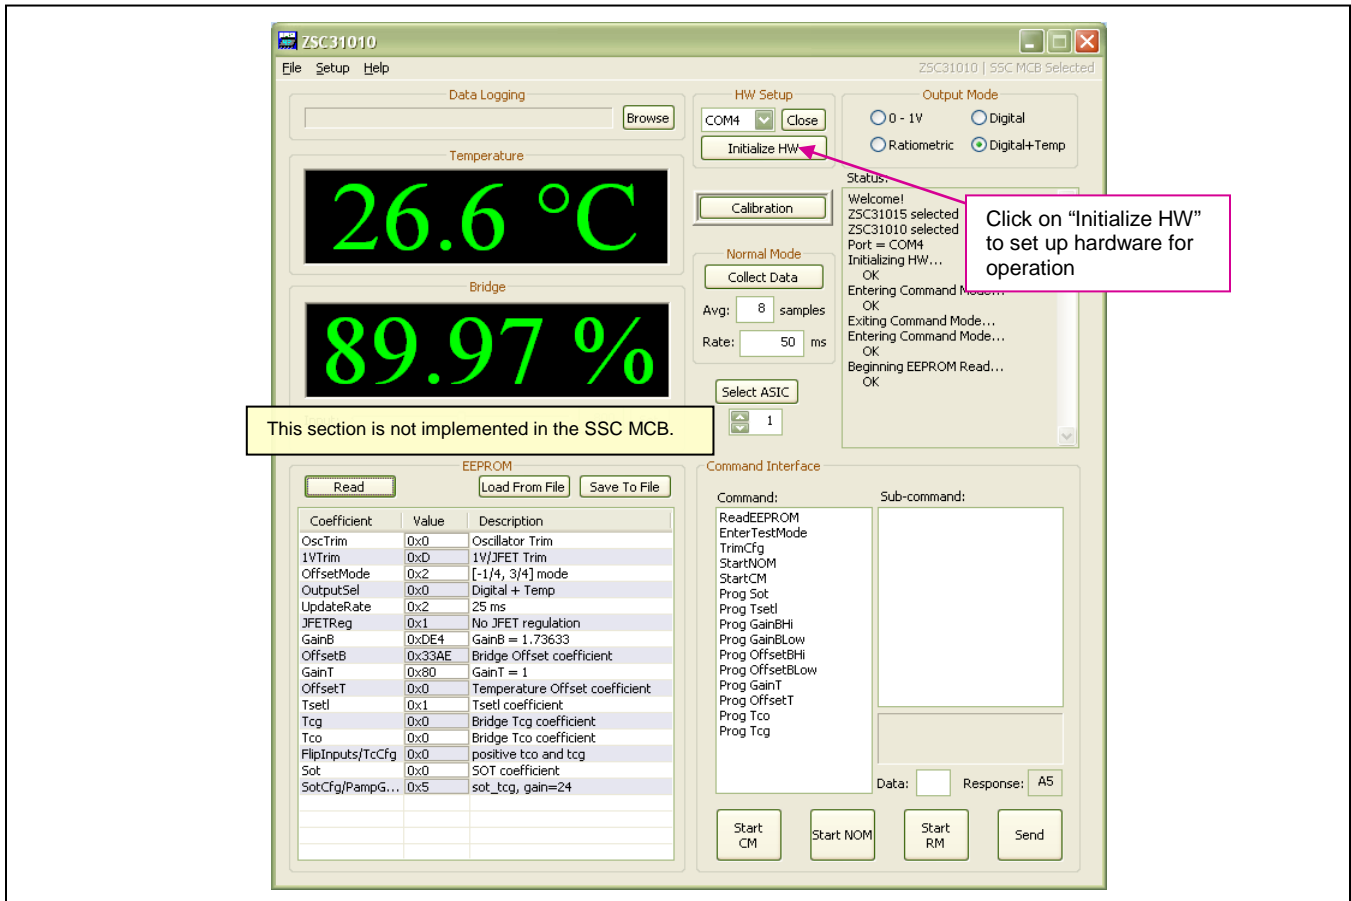 ZSC31010
File Setup Help
ZSC31010 | SSC MCB Selected
Data Logging
Browse
HW Setup
COM4 Close
Initialize HW
Output Mode
0 - 1V Digital
Ratiometric Digital+Temp
Temperature
26.6 °C
Bridge
89.97 %
This section is not implemented in the SSC MCB.
Calibration
Normal Mode
Collect Data
Avg: 8 samples
Rate: 50 ms
Select ASIC
1
Status:
Welcome!
ZSC31015 selected
ZSC31010 selected
Port = COM4
Initializing HW...
OK
Entering Command Mode...
OK
Exiting Command Mode...
Entering Command Mode...
OK
Beginning EEPROM Read...
OK
Click on “Initialize HW”
to set up hardware for
operation
EEPROM
Read Load From File Save To File
Coefficient Value Description
OscTrim 0x0 Oscillator Trim
1VTrim 0xD 1V/JFET Trim
OffsetMode 0x2 [-1/4, 3/4] mode
OutputSel 0x0 Digital + Temp
UpdateRate 0x2 25 ms
JFETReg 0x1 No JFET regulation
GainB 0xDE4 GainB = 1.73633
OffsetB 0x33AE Bridge Offset coefficient
GainT 0x80 GainT = 1
OffsetT 0x0 Temperature Offset coefficient
Tsetl 0x1 Tsetl coefficient
Tcg 0x0 Bridge Tcg coefficient
Tco 0x0 Bridge Tco coefficient
FlipInputs/TcCfg 0x0 positive tco and tcg
Sot 0x0 SOT coefficient
SotCfg/PampG... 0x5 sot_tcg, gain=24
Command Interface
Command:
ReadEEPROM
EnterTestMode
TrimCfg
StartNOM
StartCM
Prog Sot
Prog Tsetl
Prog GainBHi
Prog GainBLow
Prog OffsetBHi
Prog OffsetBLow
Prog GainT
Prog OffsetT
Prog Tco
Prog Tcg
Sub-command:
Data: Response: A5
Start CM
Start NOM
Start RM
Send